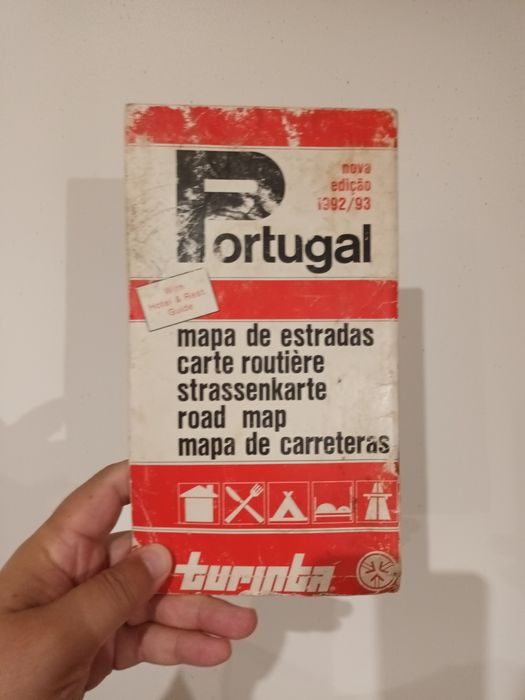 Portugal
nova
edição
1992/93
With
Hotel & Rest.
Guide
mapa de estradas
carte routière
strassenkarte
road map
mapa de carreteras
turinta